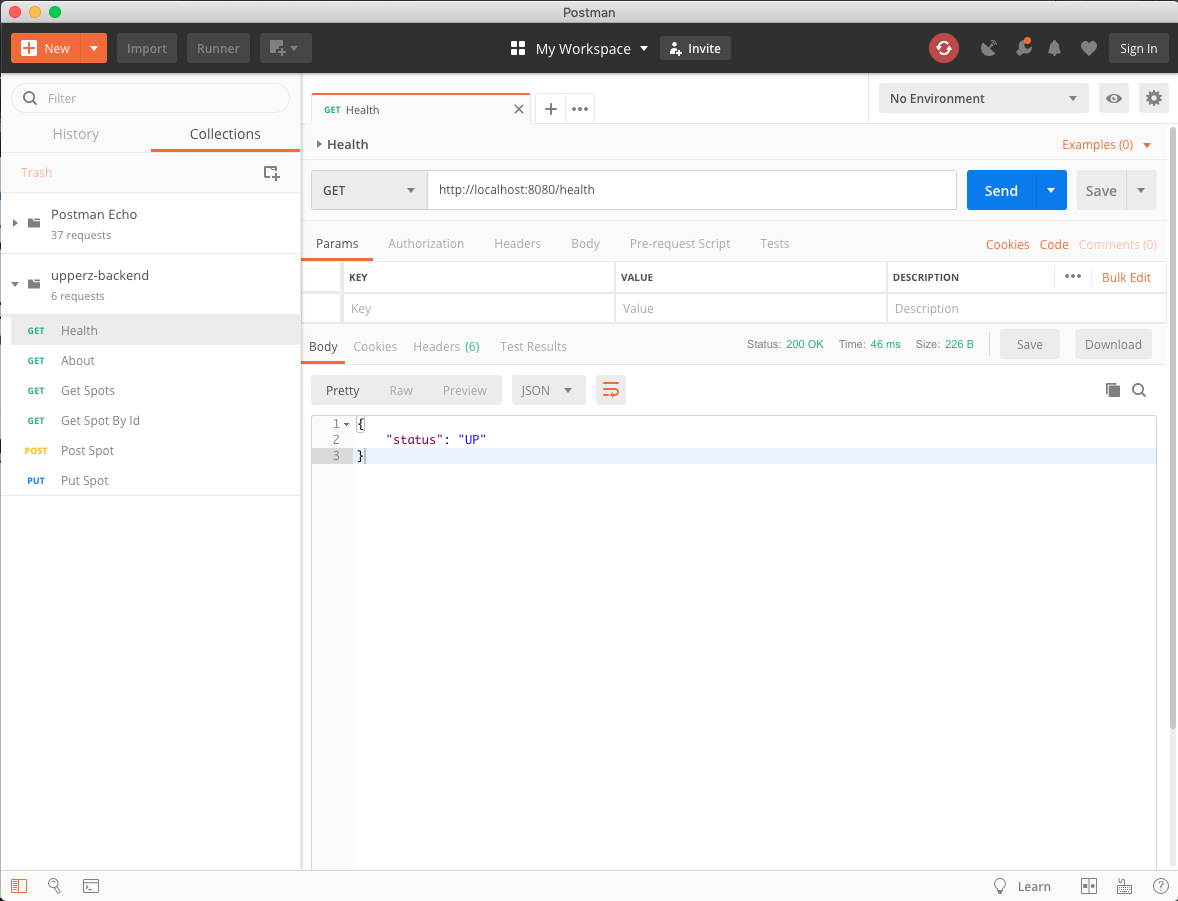 Postman
New Import Runner My Workspace Invite Sign In
Filter
History Collections
Trash
Postman Echo
37 requests
upperz-backend
6 requests
GET Health
GET About
GET Get Spots
GET Get Spot By Id
POST Post Spot
PUT Put Spot
GET Health
No Environment
Health Examples (0)
GET http://localhost:8080/health Send Save
Params Authorization Headers Body Pre-request Script Tests Cookies Code Comments (0)
KEY VALUE DESCRIPTION Bulk Edit
Key Value Description
Body Cookies Headers (6) Test Results Status: 200 OK Time: 46 ms Size: 226 B Save Download
Pretty Raw Preview JSON
1 {
2 "status": "UP"
3 }
Learn